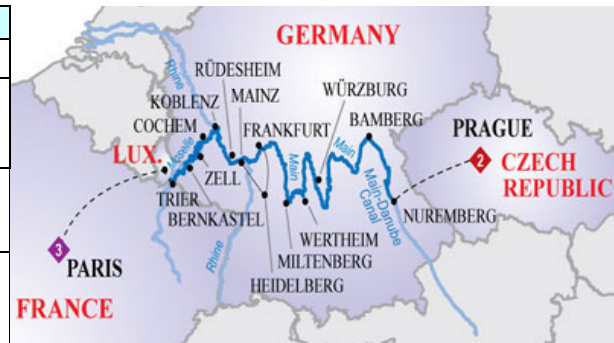 GERMANY
Rhine
RÜDESHEIM
MAINZ
WÜRZBURG
KOBLENZ
BAMBERG
COCHEM
FRANKFURT
PRAGUE
LUX.
Moselle
Main
Main
2
CZECH
REPUBLIC
ZELL
TRIER
BERNKASTEL
Main-Danube
Canal
NUREMBERG
WERTHEIM
3
PARIS
Rhine
MILTENBERG
HEIDELBERG
FRANCE